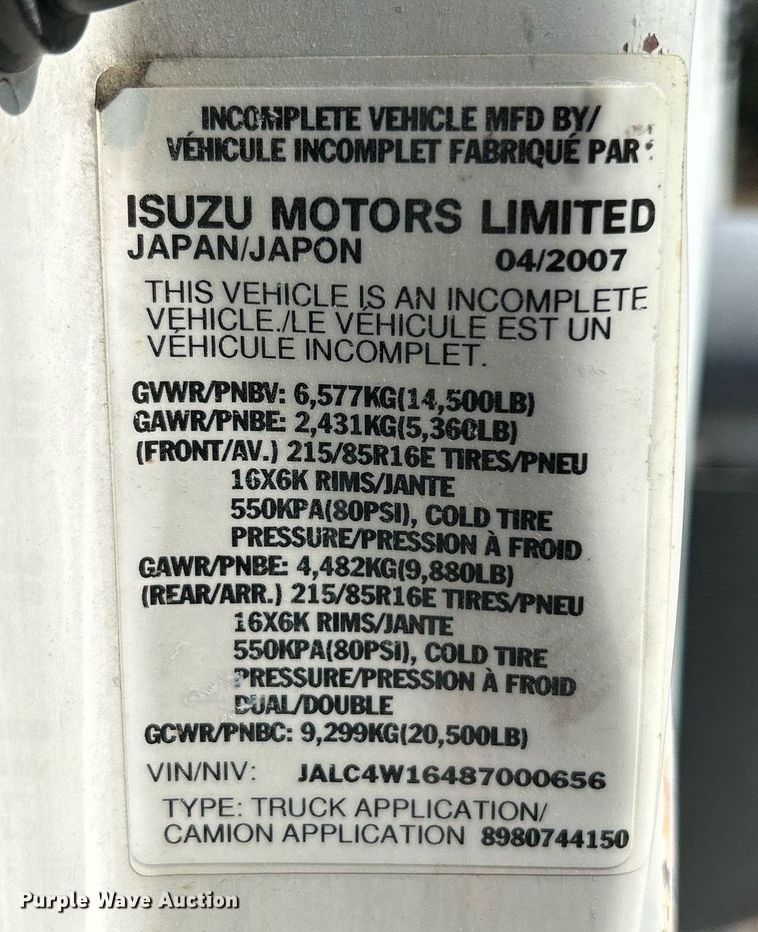 INCOMPLETE VEHICLE MFD BY/
VÉHICULE INCOMPLET FABRIQUÉ PAR:
ISUZU MOTORS LIMITED
JAPAN/JAPON 04/2007
THIS VEHICLE IS AN INCOMPLETE
VEHICLE./LE VÉHICULE EST UN
VÉHICULE INCOMPLET.
GVWR/PNBV: 6,577KG(14,500LB)
GAWR/PNBE: 2,431KG(5,360LB)
(FRONT/AV.) 215/85R16E TIRES/PNEU
16X6K RIMS/JANTE
550KPA(80PSI), COLD TIRE
PRESSURE/PRESSION À FROID
GAWR/PNBE: 4,482KG(9,880LB)
(REAR/ARR.) 215/85R16E TIRES/PNEU
16X6K RIMS/JANTE
550KPA(80PSI), COLD TIRE
PRESSURE/PRESSION À FROID
DUAL/DOUBLE
GCWR/PNBC: 9,299KG(20,500LB)
VIN/NIV: JALC4W16487000656
TYPE: TRUCK APPLICATION/
CAMION APPLICATION 8980744150
Purple Wave Auction